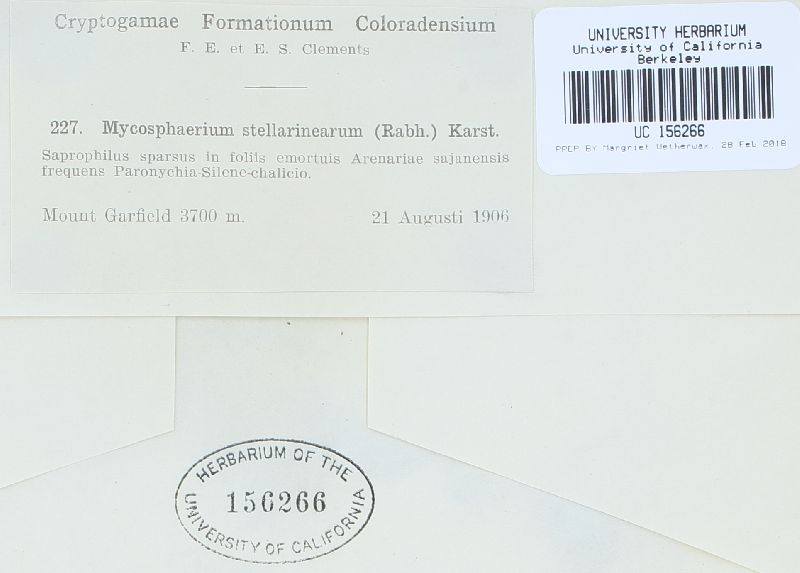 Cryptogamae Formationum Coloradensium
F. E. et E. S. Clements
227. Mycosphaerium stellarinearum (Rabh.) Karst.
Saprophilus sparsus in foliis emortuis Arenariae sajanensis
frequens Paronychia-Silene-chalicio.
Mount Garfield 3700 m. 21 Augusti 1906
UNIVERSITY HERBARIUM
University of California
Berkeley
UC 156266
PREP BY Margriet Wetherwax, 28 Feb 2018
HERBARIUM OF THE
156266
UNIVERSITY OF CALIFORNIA